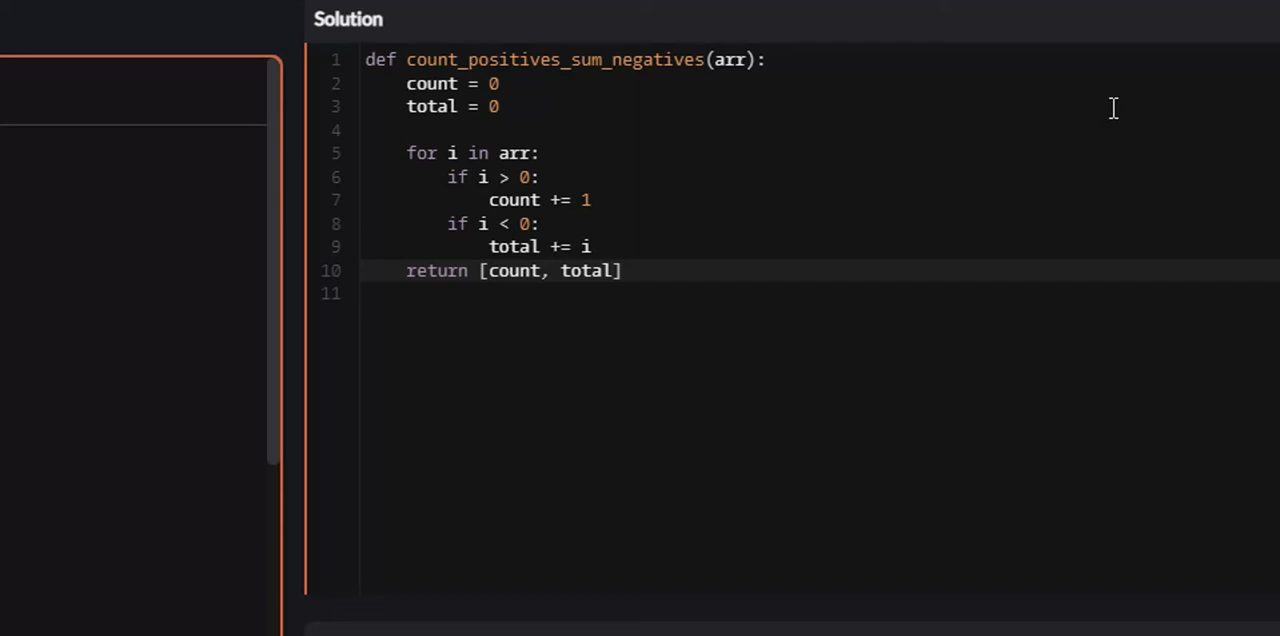 Solution
1 def count_positives_sum_negatives(arr):
2     count = 0
3     total = 0
4
5     for i in arr:
6         if i > 0:
7             count += 1
8         if i < 0:
9             total += i
10     return [count, total]
11